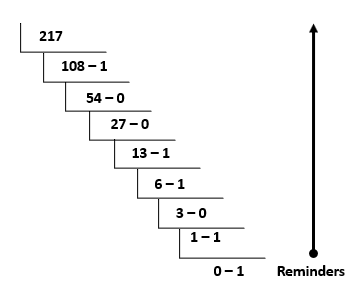 217
108 – 1
54 – 0
27 – 0
13 – 1
6 – 1
3 – 0
1 – 1
0 – 1 Reminders